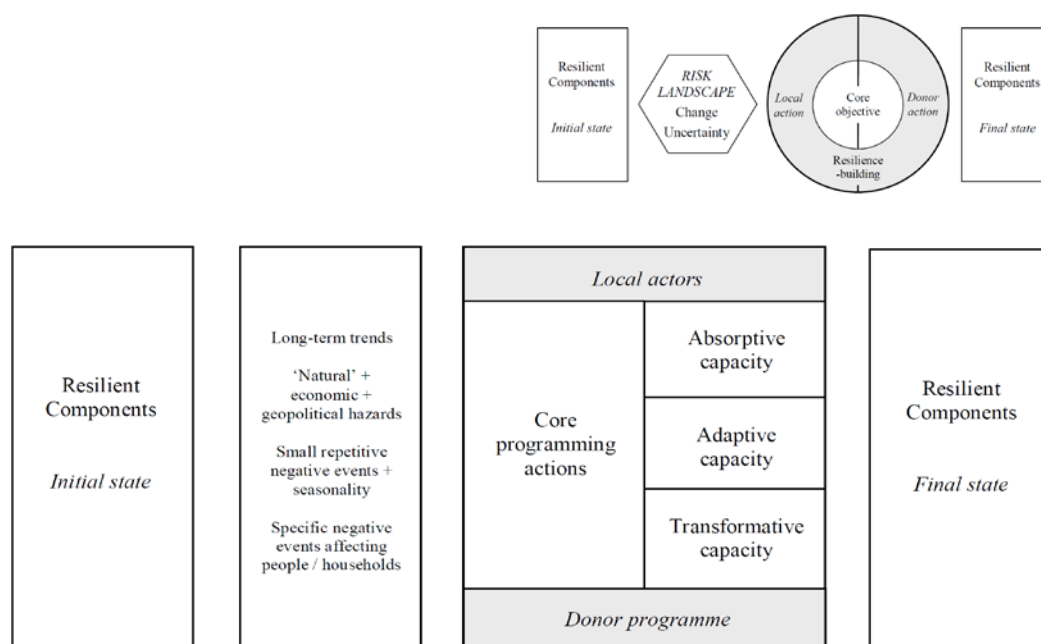 Resilient
Components
Initial state
RISK
LANDSCAPE
Change
Uncertainty
Local
action
Core
objective
Donor
action
Resilience
-building
Resilient
Components
Final state
Resilient
Components
Initial state
Long-term trends
‘Natural’ +
economic +
geopolitical hazards
Small repetitive
negative events +
seasonality
Specific negative
events affecting
people / households
Local actors
Core
programming
actions
Absorptive
capacity
Adaptive
capacity
Transformative
capacity
Donor programme
Resilient
Components
Final state